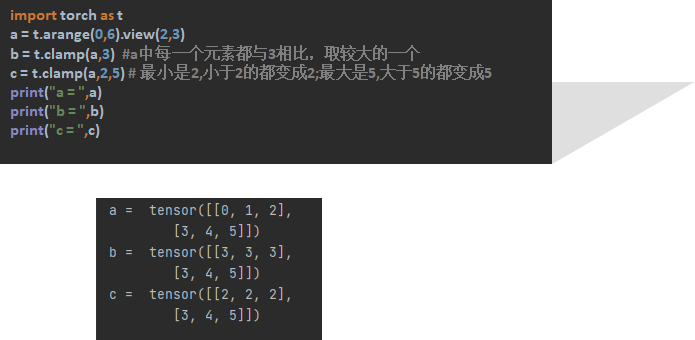 import torch as t
a = t.arange(0,6).view(2,3)
b = t.clamp(a,3)  #a中每一个元素都与3相比，取较大的一个
c = t.clamp(a,2,5) # 最小是2,小于2的都变成2;最大是5,大于5的都变成5
print("a = ",a)
print("b = ",b)
print("c = ",c)
a =  tensor([[0, 1, 2],
        [3, 4, 5]])
b =  tensor([[3, 3, 3],
        [3, 4, 5]])
c =  tensor([[2, 2, 2],
        [3, 4, 5]])